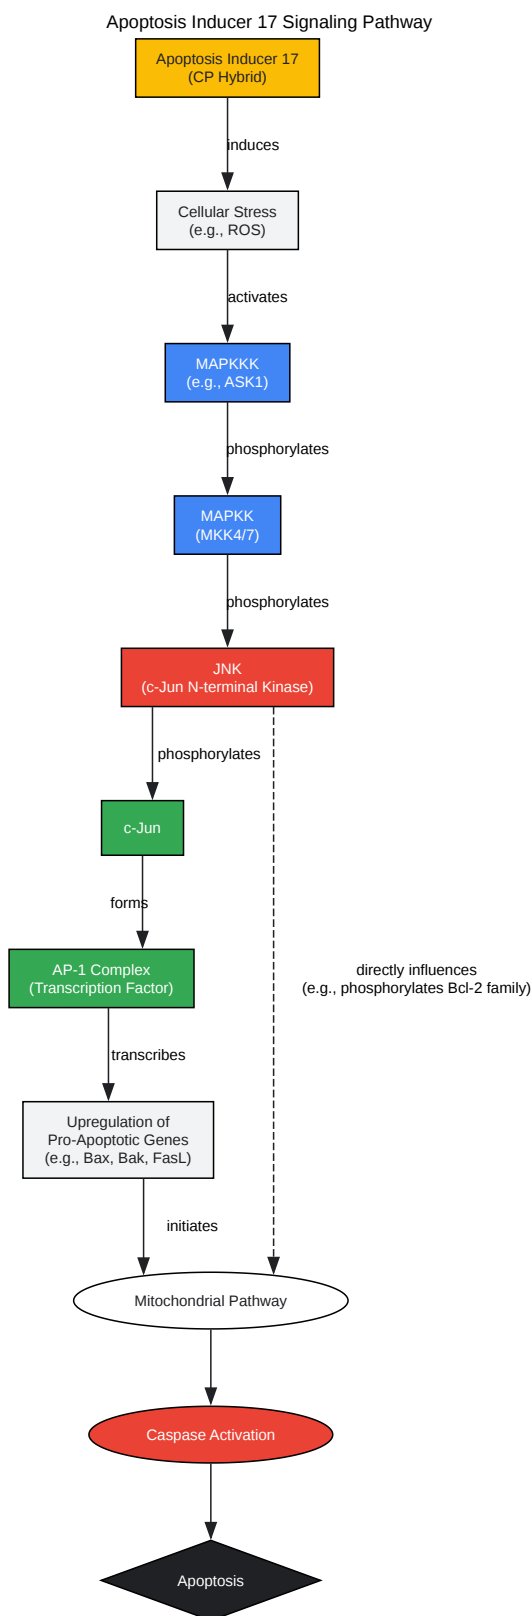 Apoptosis Inducer 17 Signaling Pathway
Apoptosis Inducer 17
(CP Hybrid)
induces
Cellular Stress
(e.g., ROS)
activates
MAPKKK
(e.g., ASK1)
phosphorylates
MAPKK
(MKK4/7)
phosphorylates
JNK
(c-Jun N-terminal Kinase)
phosphorylates
c-Jun
forms
AP-1 Complex
(Transcription Factor)
directly influences
(e.g., phosphorylates Bcl-2 family)
transcribes
Upregulation of
Pro-Apoptotic Genes
(e.g., Bax, Bak, FasL)
initiates
Mitochondrial Pathway
Caspase Activation
Apoptosis